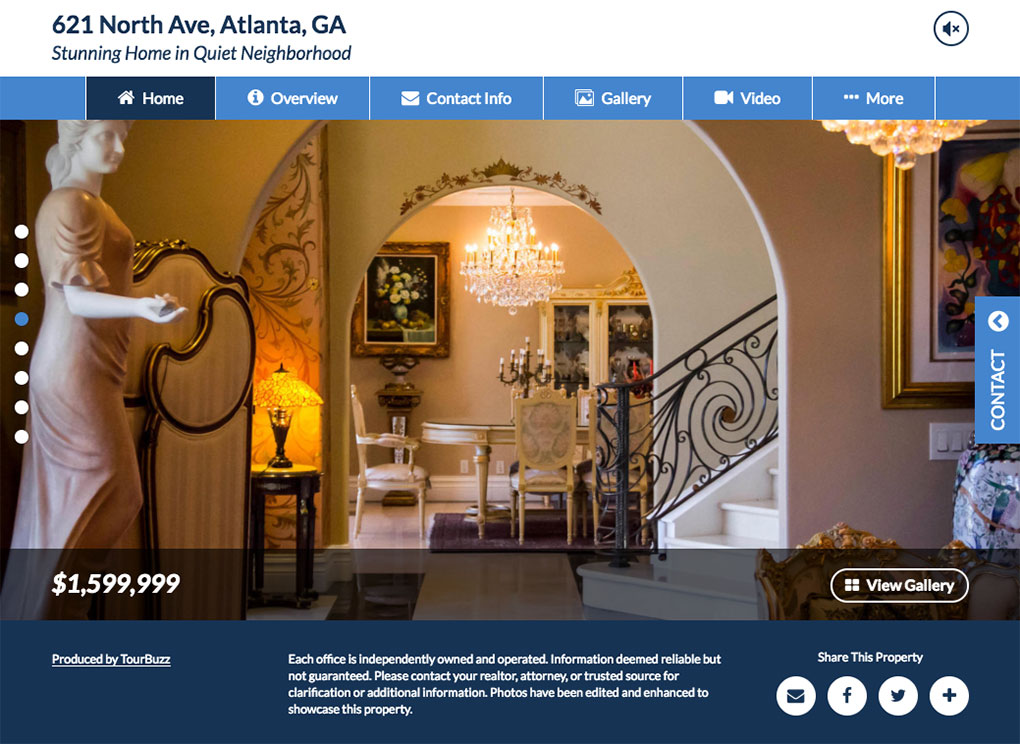 621 North Ave, Atlanta, GA
Stunning Home in Quiet Neighborhood
Home
Overview
Contact Info
Gallery
Video
More
CONTACT
$1,599,999
View Gallery
Produced by TourBuzz
Each office is independently owned and operated. Information deemed reliable but
not guaranteed. Please contact your realtor, attorney, or trusted source for
clarification or additional information. Photos have been edited and enhanced to
showcase this property.
Share This Property